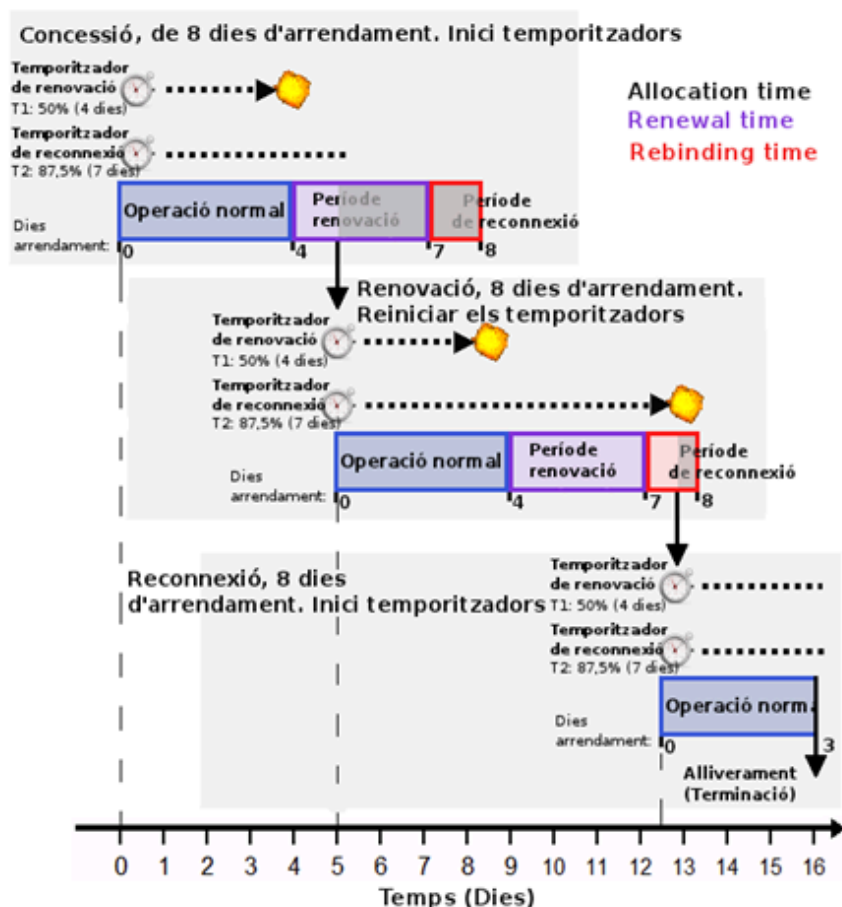 Concessió, de 8 dies d'arrendament. Inici temporitzadors
Temporitzador
de renovació
T1: 50% (4 dies)
Temporitzador
de reconnexió
T2: 87,5% (7 dies)
Allocation time
Renewal time
Rebinding time
Operació normal
Període
renovació
Període
de reconnexió
Dies
arrendament:
0
4
7
8
Renovació, 8 dies d'arrendament.
Reiniciar els temporitzadors
Temporitzador
de renovació
T1: 50% (4 dies)
Temporitzador
de reconnexió
T2: 87,5% (7 dies)
Operació normal
Període
renovació
Període
de reconnexió
Dies
arrendament:
0
4
7
8
Reconnexió, 8 dies
d'arrendament. Inici temporitzadors
Temporitzador
de renovació
T1: 50% (4 dies)
Temporitzador
de reconnexió
T2: 87,5% (7 dies)
Operació norma
Dies
arrendament:
0
3
Alliverament
(Terminació)
0 1 2 3 4 5 6 7 8 9 10 11 12 13 14 15 16
Temps (Dies)